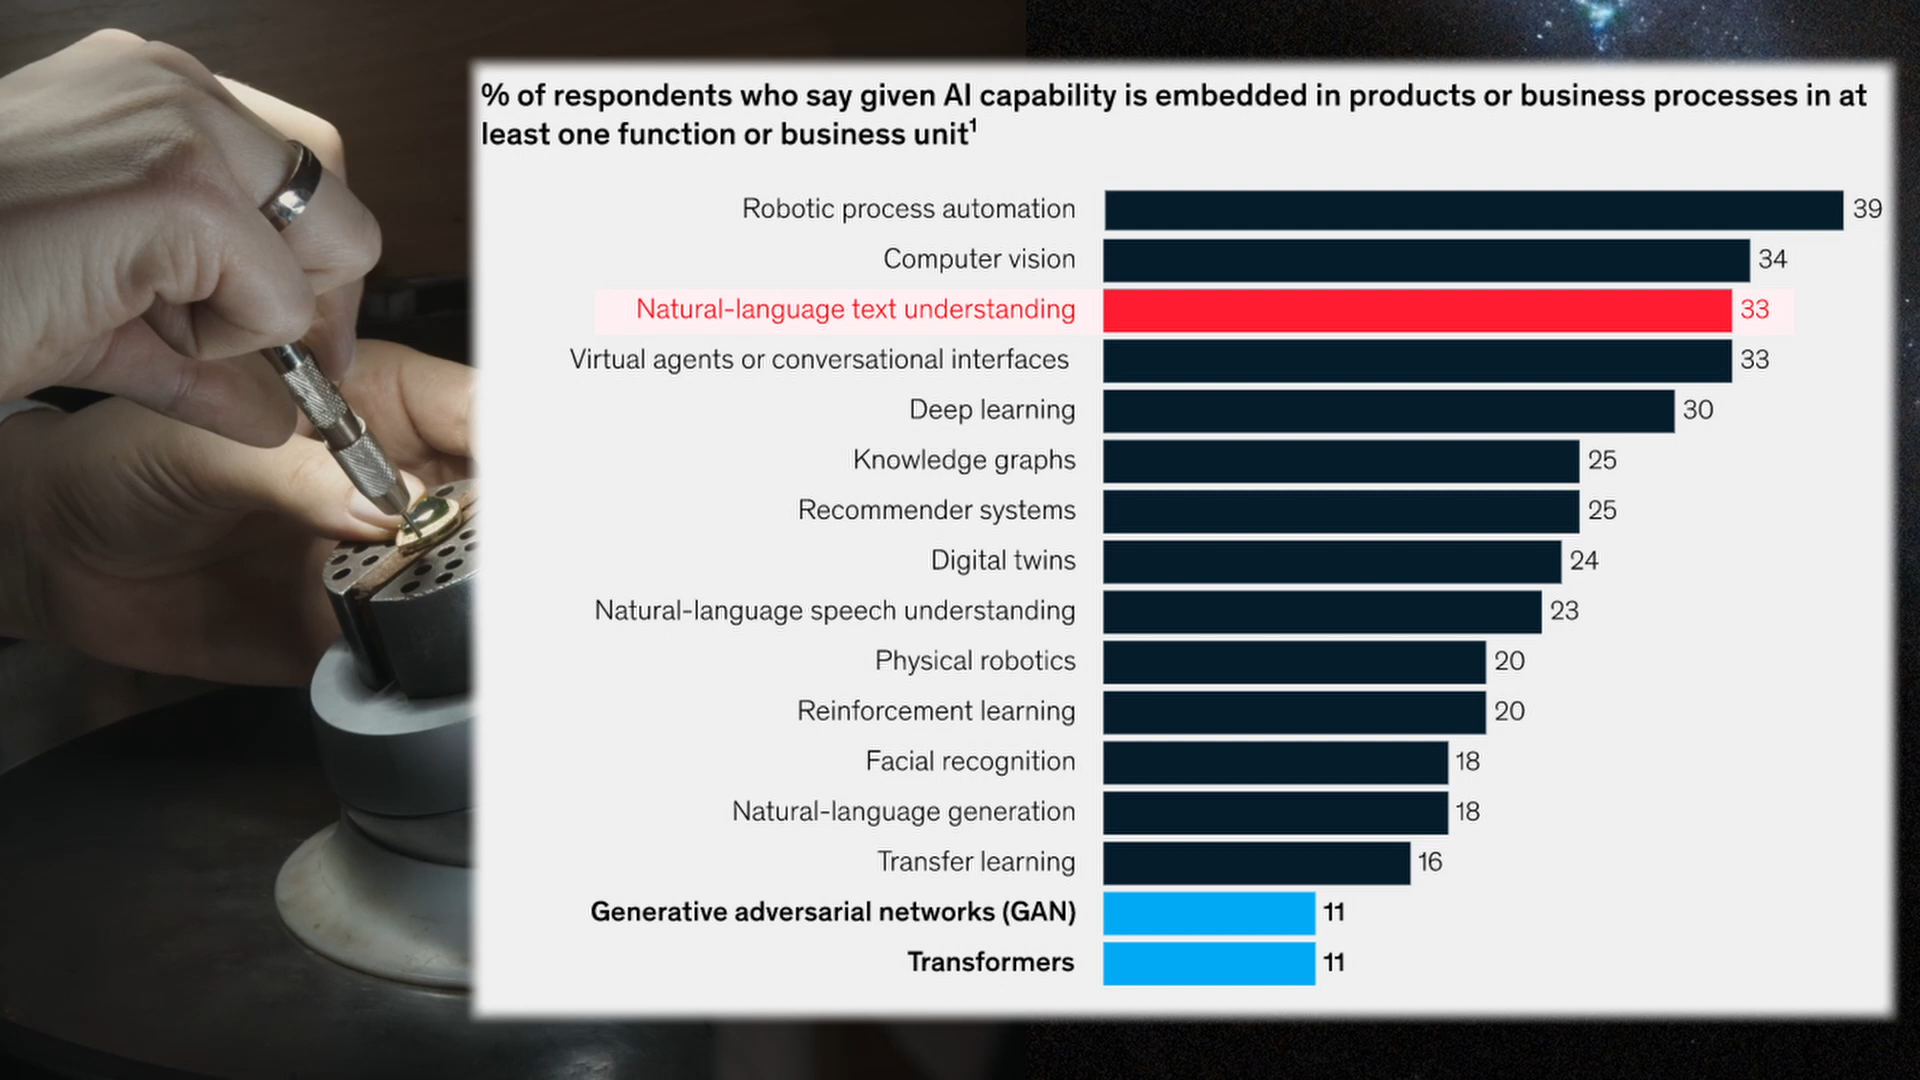 % of respondents who say given AI capability is embedded in products or business processes in at
least one function or business unit¹
Robotic process automation 39
Computer vision 34
Natural-language text understanding 33
Virtual agents or conversational interfaces 33
Deep learning 30
Knowledge graphs 25
Recommender systems 25
Digital twins 24
Natural-language speech understanding 23
Physical robotics 20
Reinforcement learning 20
Facial recognition 18
Natural-language generation 18
Transfer learning 16
Generative adversarial networks (GAN) 11
Transformers 11